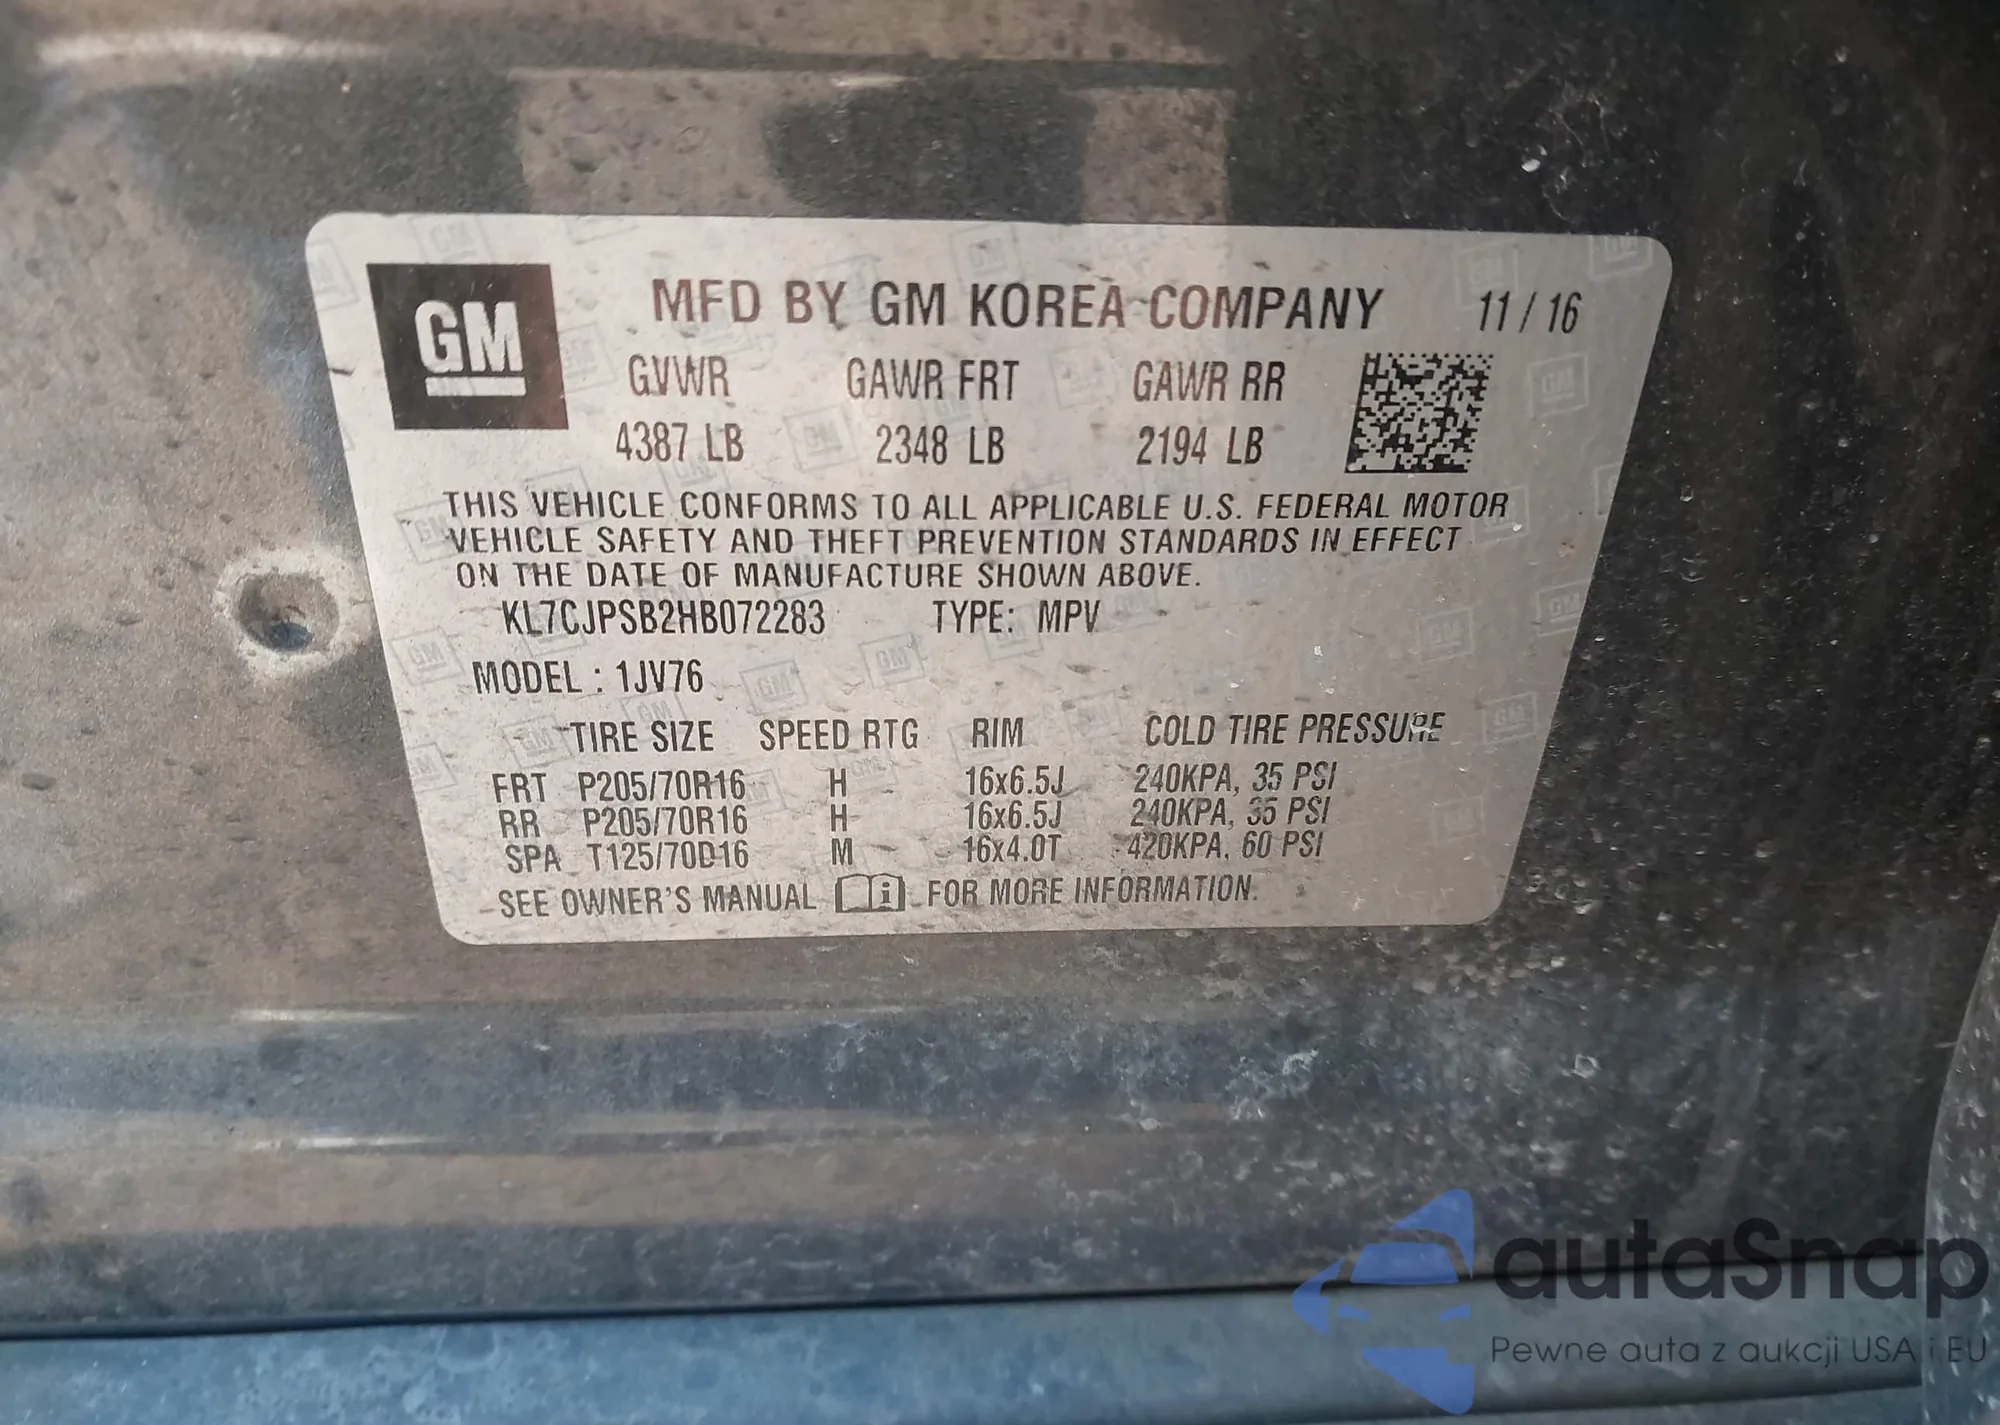 GM
MFD BY GM KOREA COMPANY 11 / 16
GVWR GAWR FRT GAWR RR
4387 LB 2348 LB 2194 LB
THIS VEHICLE CONFORMS TO ALL APPLICABLE U.S. FEDERAL MOTOR
VEHICLE SAFETY AND THEFT PREVENTION STANDARDS IN EFFECT
ON THE DATE OF MANUFACTURE SHOWN ABOVE.
KL7CJPSB2HB072283 TYPE: MPV
MODEL : 1JV76
TIRE SIZE SPEED RTG RIM COLD TIRE PRESSURE
FRT P205/70R16 H 16x6.5J 240KPA, 35 PSI
RR P205/70R16 H 16x6.5J 240KPA, 35 PSI
SPA T125/70D16 M 16x4.0T 420KPA, 60 PSI
SEE OWNER'S MANUAL i FOR MORE INFORMATION.
autaSnap
Pewne auta z aukcji USA i EU